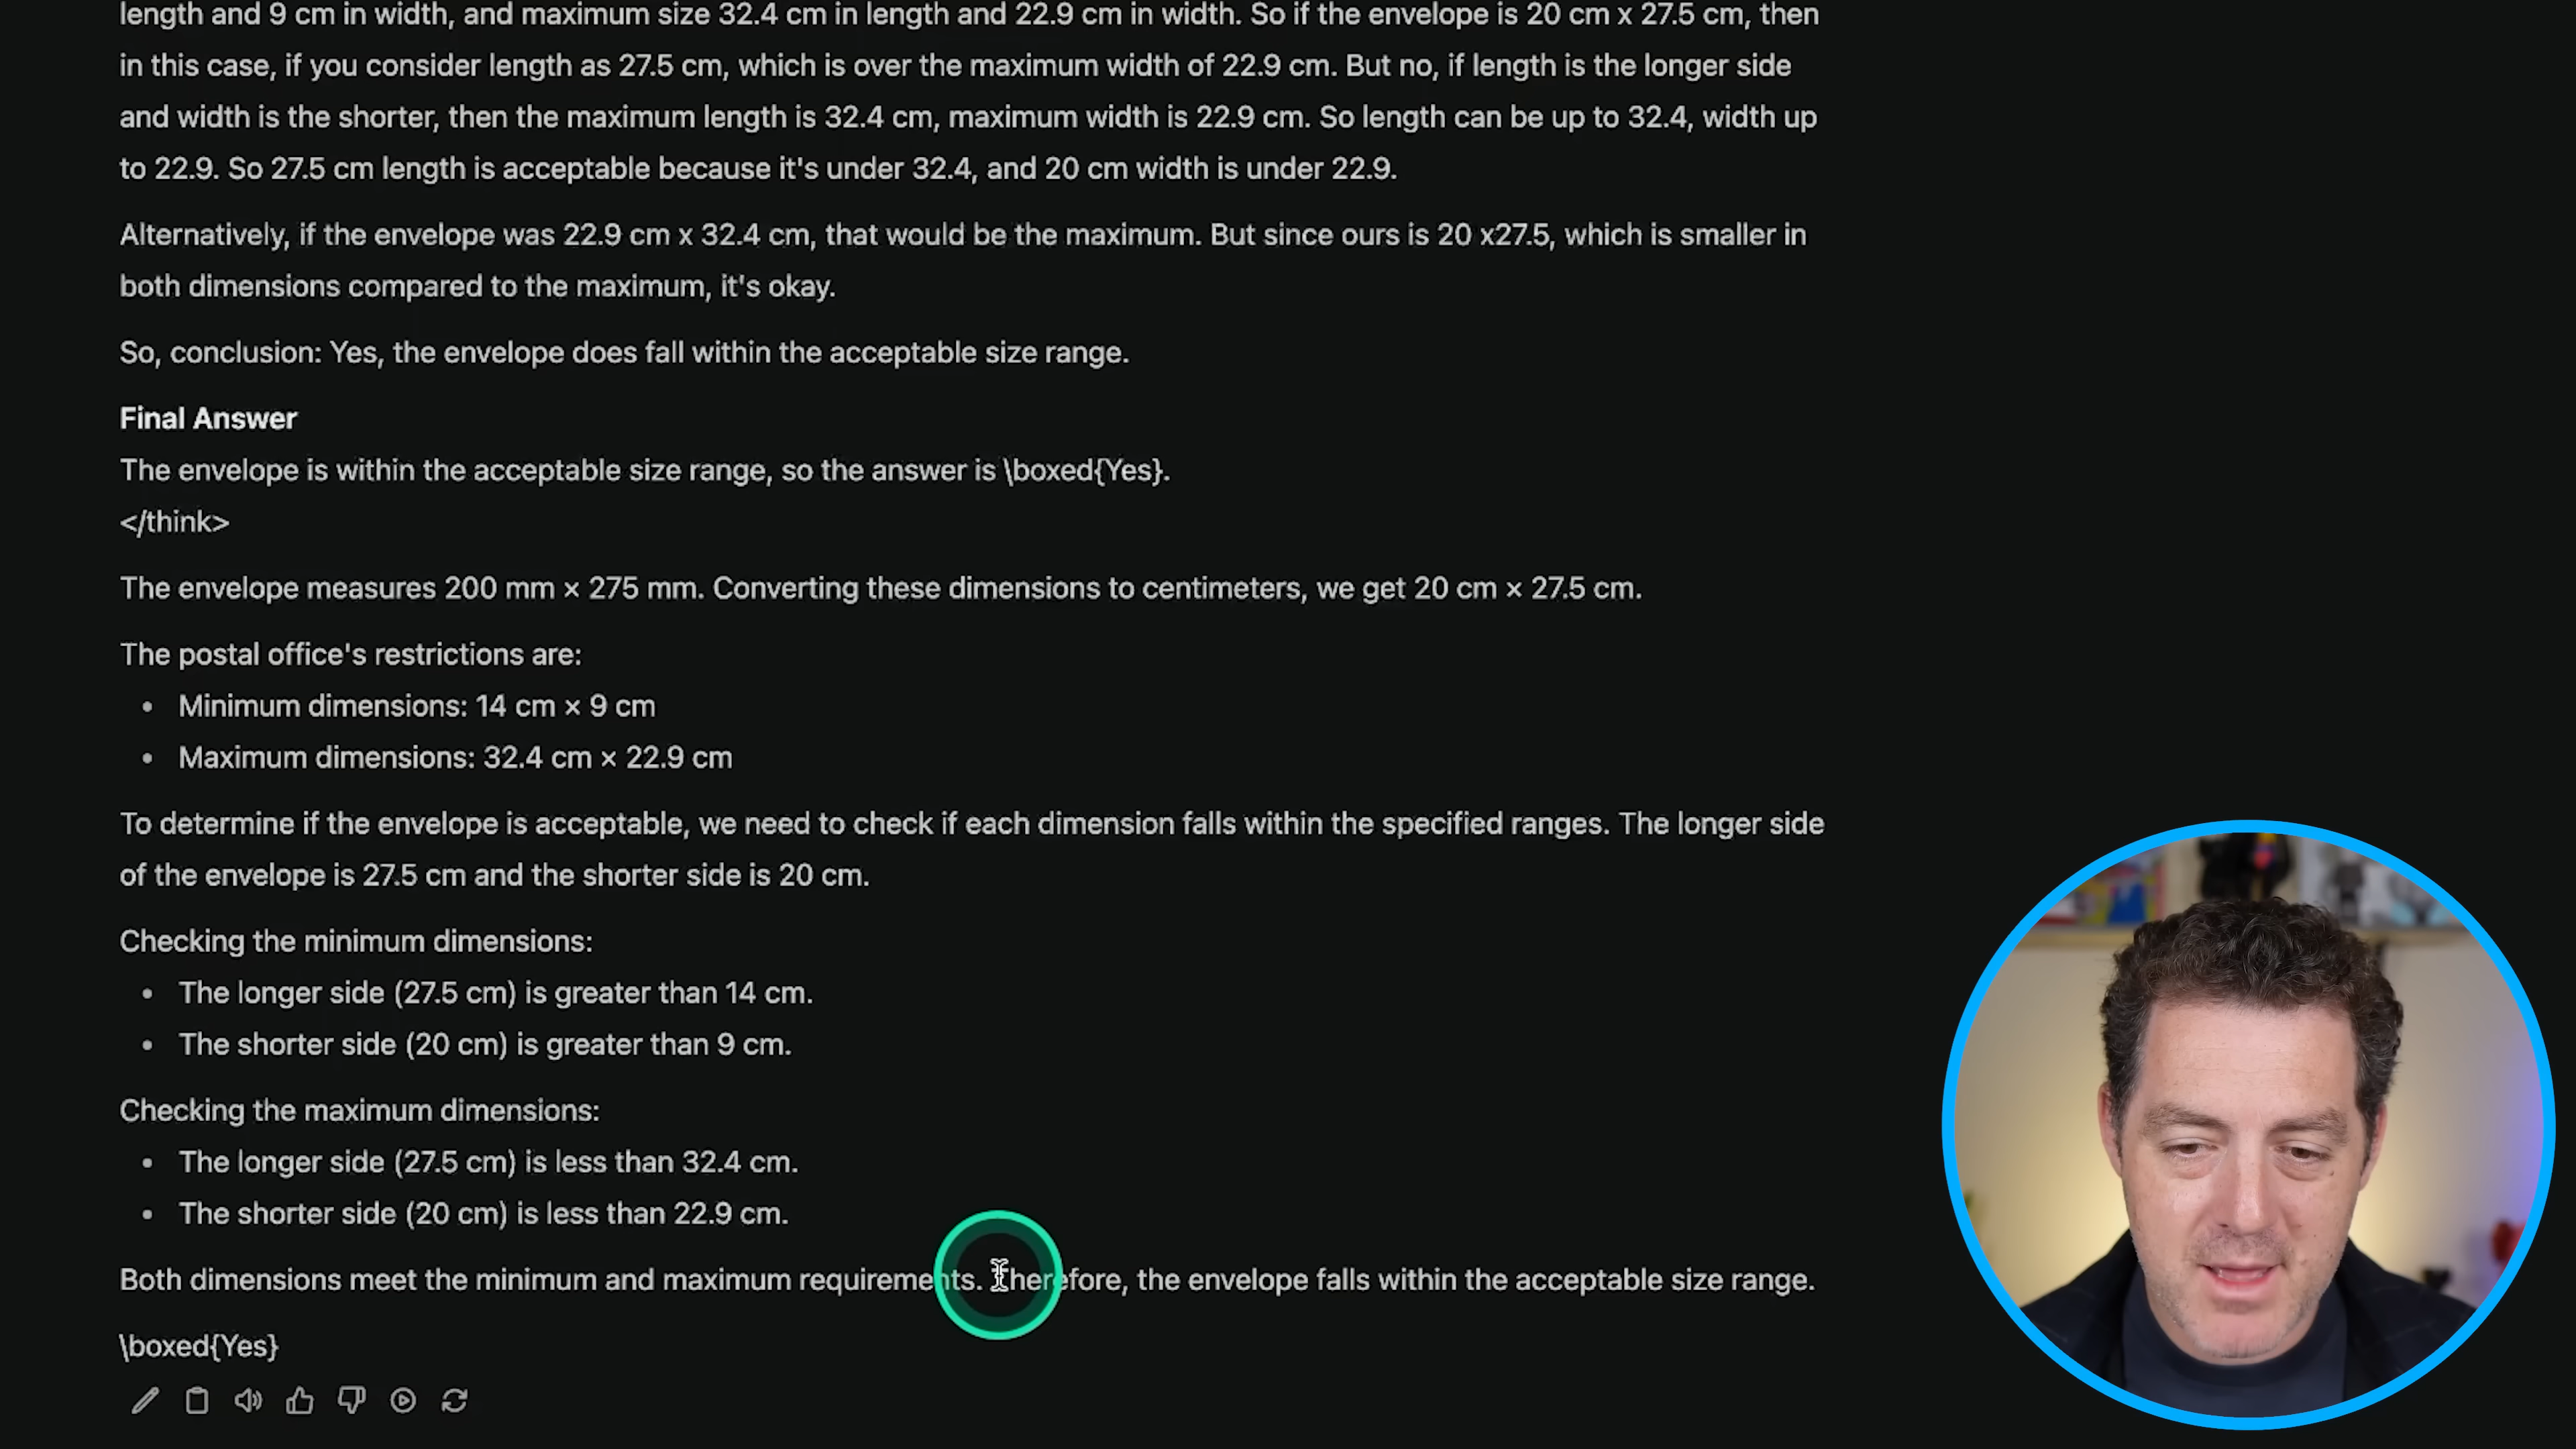 length and 9 cm in width, and maximum size 32.4 cm in length and 22.9 cm in width. So if the envelope is 20 cm x 27.5 cm, then
in this case, if you consider length as 27.5 cm, which is over the maximum width of 22.9 cm. But no, if length is the longer side
and width is the shorter, then the maximum length is 32.4 cm, maximum width is 22.9 cm. So length can be up to 32.4, width up
to 22.9. So 27.5 cm length is acceptable because it's under 32.4, and 20 cm width is under 22.9.
Alternatively, if the envelope was 22.9 cm x 32.4 cm, that would be the maximum. But since ours is 20 x27.5, which is smaller in
both dimensions compared to the maximum, it's okay.
So, conclusion: Yes, the envelope does fall within the acceptable size range.
Final Answer
The envelope is within the acceptable size range, so the answer is \boxed{Yes}.
</think>
The envelope measures 200 mm × 275 mm. Converting these dimensions to centimeters, we get 20 cm × 27.5 cm.
The postal office's restrictions are:
• Minimum dimensions: 14 cm × 9 cm
• Maximum dimensions: 32.4 cm × 22.9 cm
To determine if the envelope is acceptable, we need to check if each dimension falls within the specified ranges. The longer side
of the envelope is 27.5 cm and the shorter side is 20 cm.
Checking the minimum dimensions:
• The longer side (27.5 cm) is greater than 14 cm.
• The shorter side (20 cm) is greater than 9 cm.
Checking the maximum dimensions:
• The longer side (27.5 cm) is less than 32.4 cm.
• The shorter side (20 cm) is less than 22.9 cm.
Both dimensions meet the minimum and maximum requirements. Therefore, the envelope falls within the acceptable size range.
\boxed{Yes}